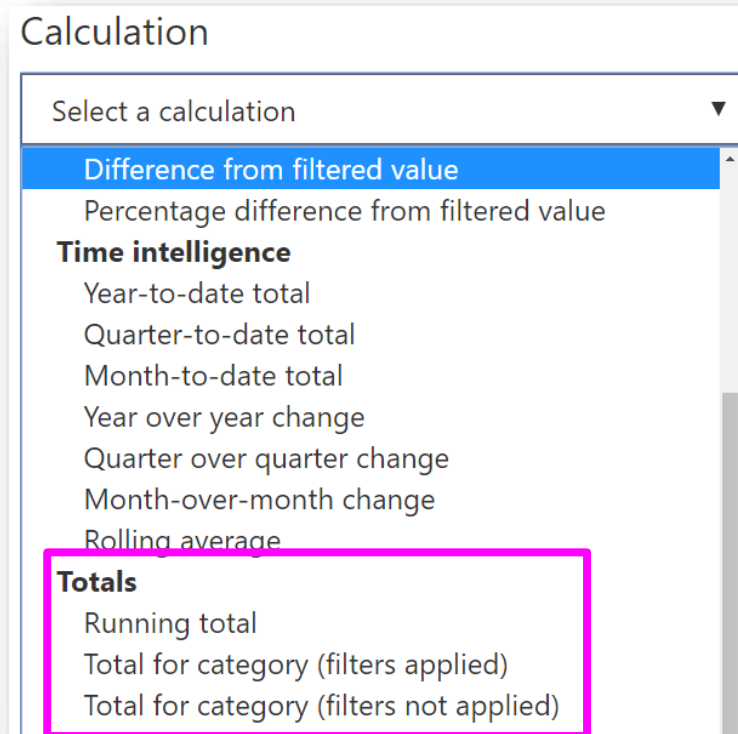 Calculation
Select a calculation
Difference from filtered value
Percentage difference from filtered value
Time intelligence
Year-to-date total
Quarter-to-date total
Month-to-date total
Year over year change
Quarter over quarter change
Month-over-month change
Rolling average
Totals
Running total
Total for category (filters applied)
Total for category (filters not applied)